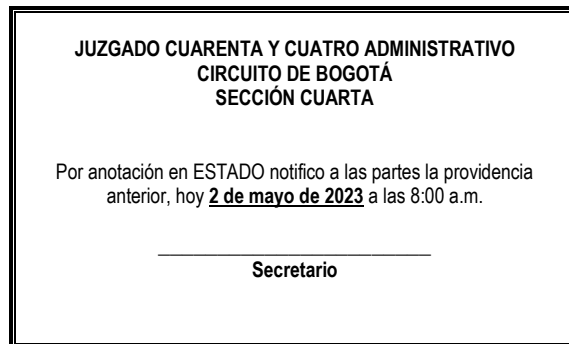 JUZGADO CUARENTA Y CUATRO ADMINISTRATIVO
CIRCUITO DE BOGOTÁ
SECCIÓN CUARTA
Por anotación en ESTADO notifico a las partes la providencia
anterior, hoy 2 de mayo de 2023 a las 8:00 a.m.
Secretario